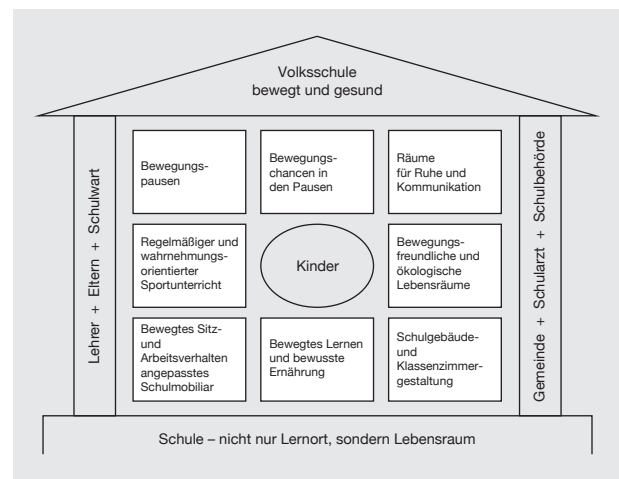 Volksschule
bewegt und gesund
Lehrer + Eltern + Schulwart
Bewegungs-
pausen
Bewegungs-
chancen in
den Pausen
Räume
für Ruhe und
Kommunikation
Regelmäßiger und
wahrnehmungs-
orientierter
Sportunterricht
Kinder
Bewegungs-
freundliche und
ökologische
Lebensräume
Bewegtes Sitz-
und
Arbeitsverhalten
angepasstes
Schulmobiliar
Bewegtes Lernen
und bewusste
Ernährung
Schulgebäude-
und
Klassenzimmer-
gestaltung
Gemeinde + Schularzt + Schulbehörde
Schule – nicht nur Lernort, sondern Lebensraum